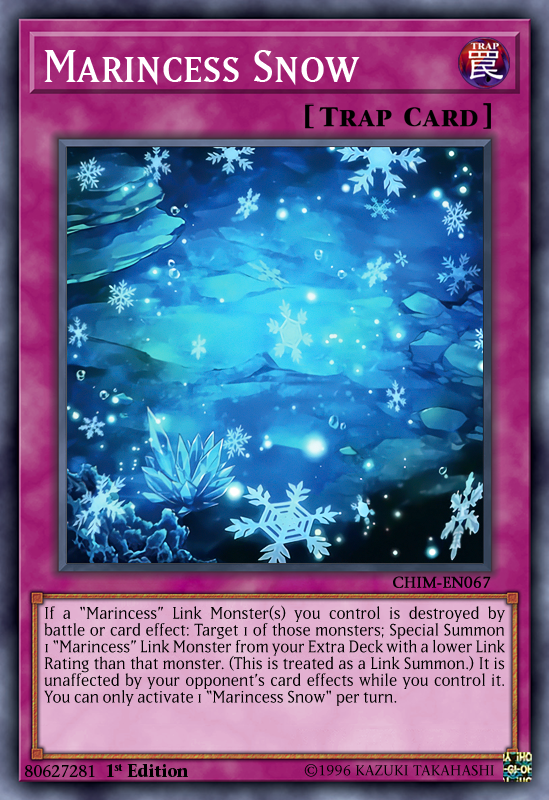 Marincess Snow
TRAP
罠
[Trap Card]
CHIM-EN067
If a "Marincess" Link Monster(s) you control is destroyed by
battle or card effect: Target 1 of those monsters; Special Summon
1 "Marincess" Link Monster from your Extra Deck with a lower Link
Rating than that monster. (This is treated as a Link Summon.) It is
unaffected by your opponent's card effects while you control it.
You can only activate 1 "Marincess Snow" per turn.
80627281 1st Edition ©1996 KAZUKI TAKAHASHI